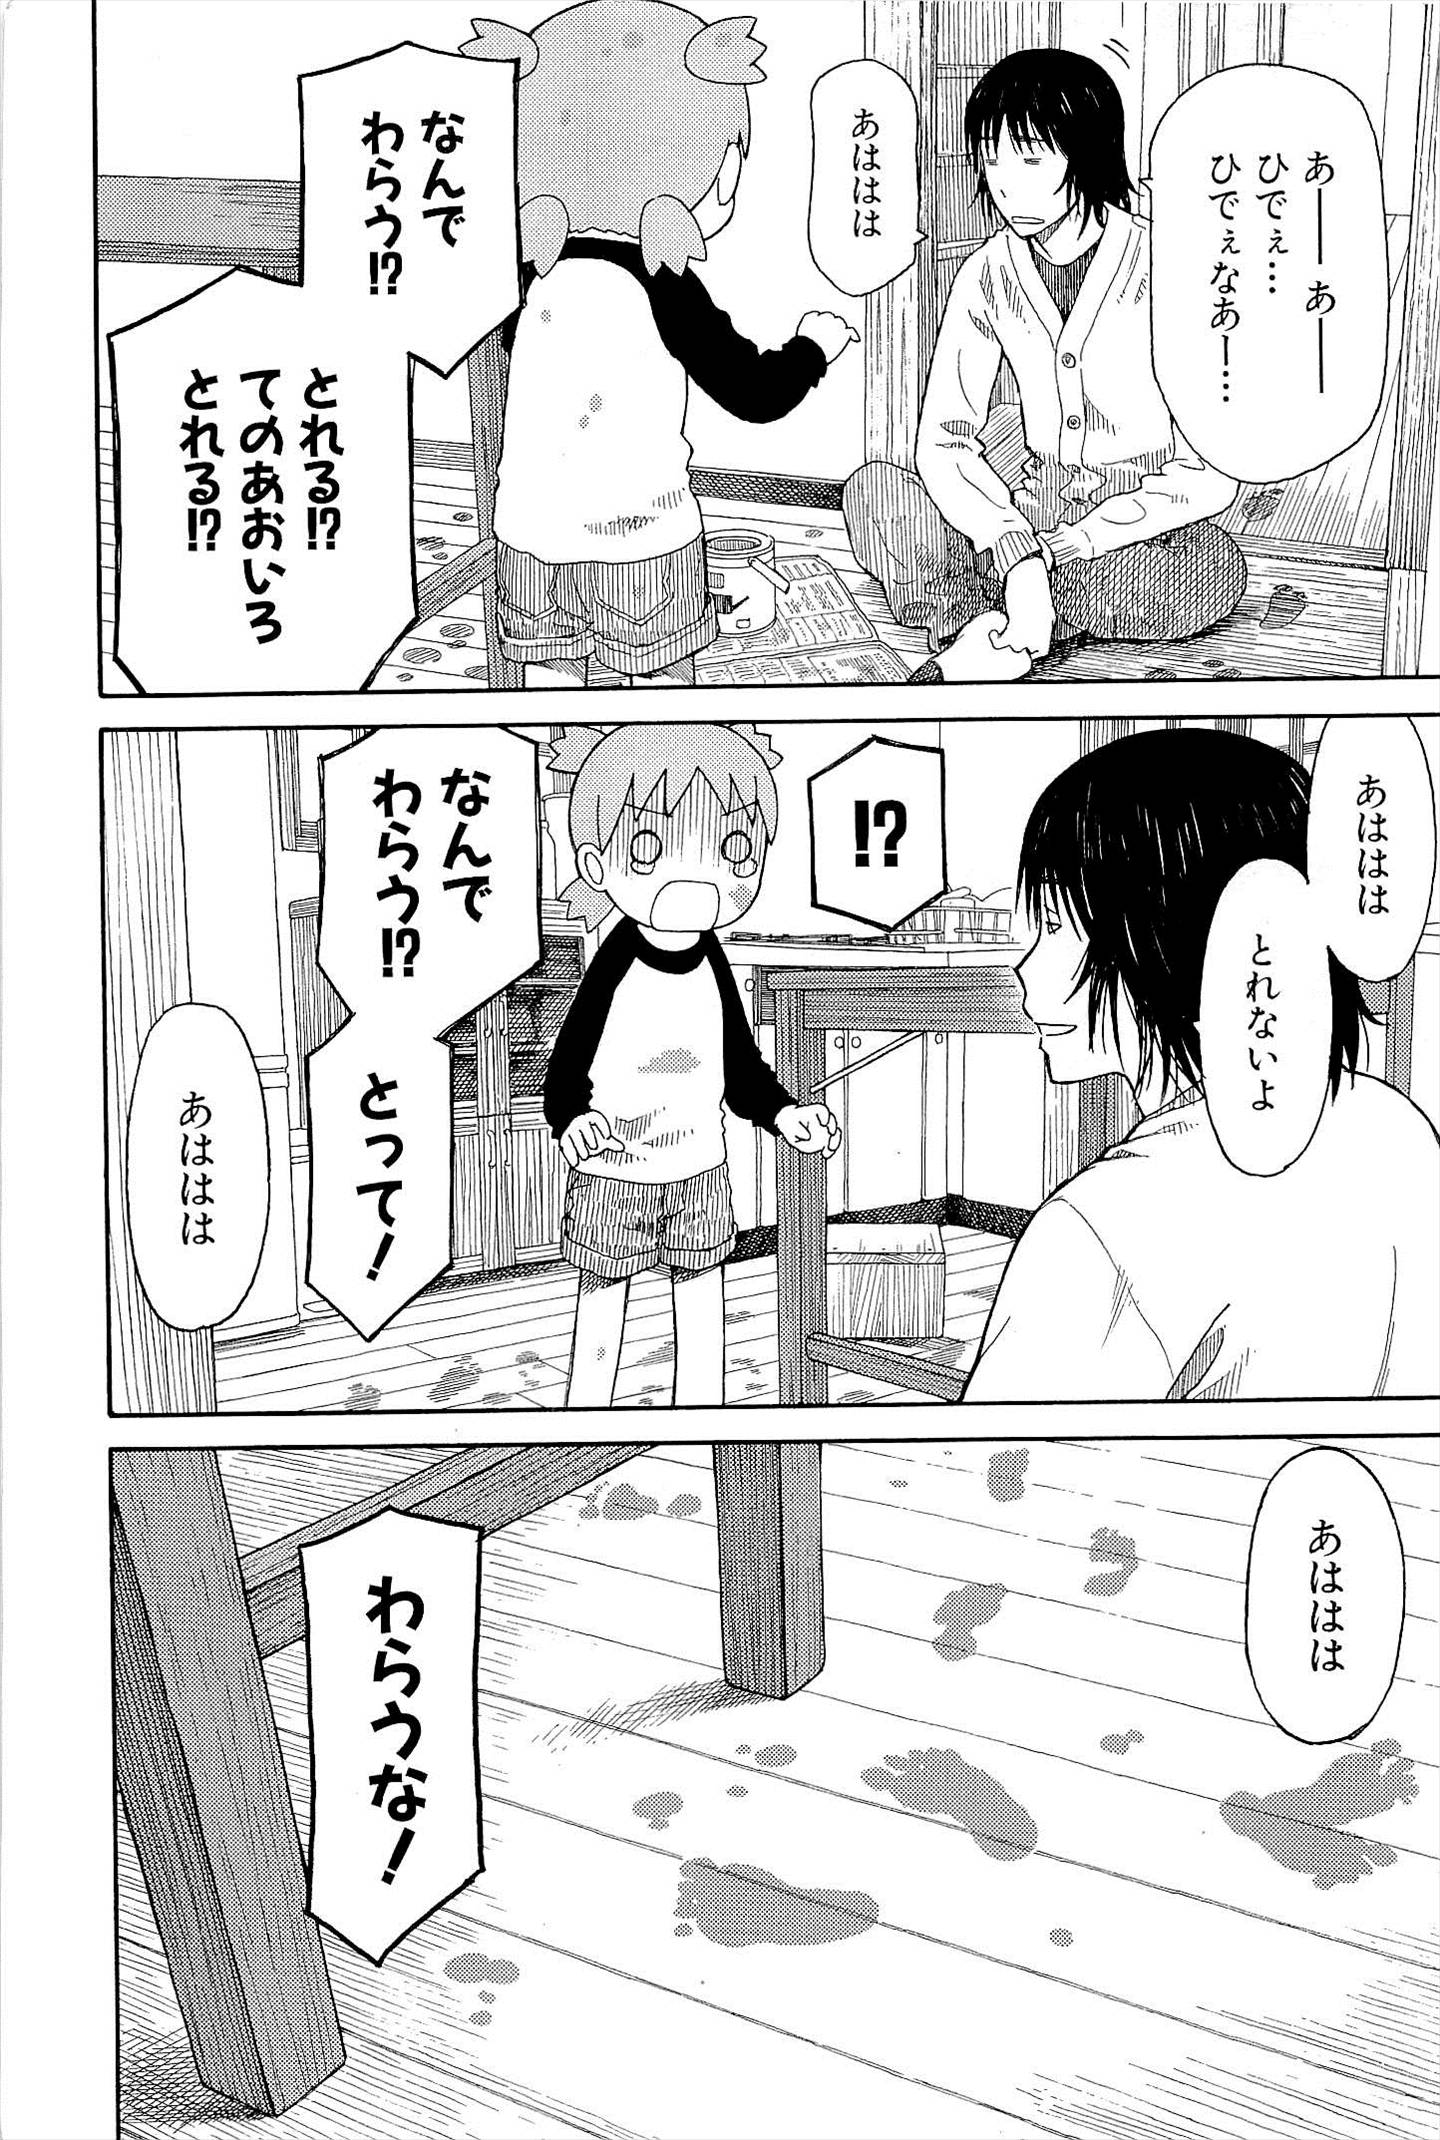 あーーあーー
ひでぇ…
ひでぇなあー…
あははは
なんで
わらう!?
とれる!?
てのあおいろ
とれる!?
あははは
とれないよ
!?
なんで
わらう!?
とって!
あははは
あははは
わらうな!